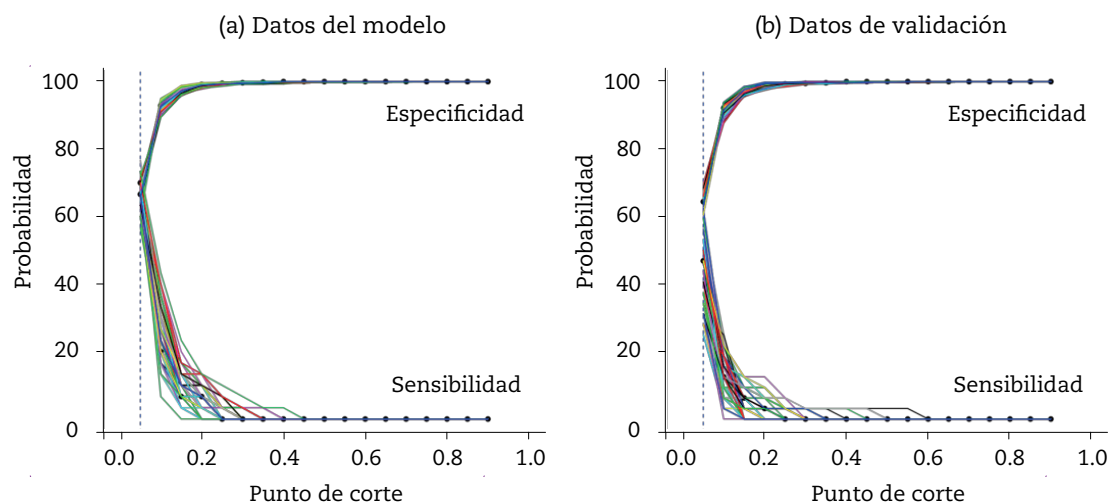 (a) Datos del modelo
Probabilidad
100
80
60
40
20
0
Especificidad
Sensibilidad
0.0 0.2 0.4 0.6 0.8 1.0
Punto de corte
(b) Datos de validación
Probabilidad
100
80
60
40
20
0
Especificidad
Sensibilidad
0.0 0.2 0.4 0.6 0.8 1.0
Punto de corte